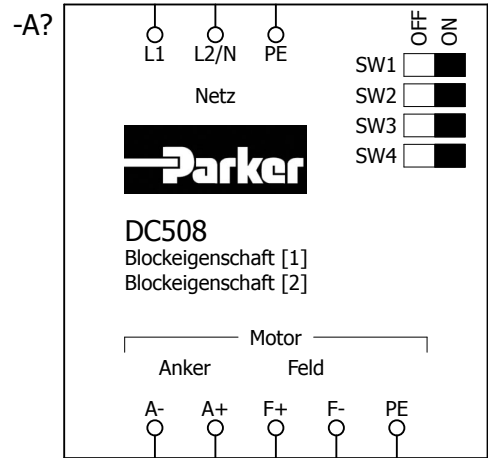 -A?
L1 L2/N PE
OFF ON
Netz
SW1
SW2
SW3
SW4
Parker
DC508
Blockeigenschaft [1]
Blockeigenschaft [2]
Motor
Anker Feld
A- A+ F+ F- PE